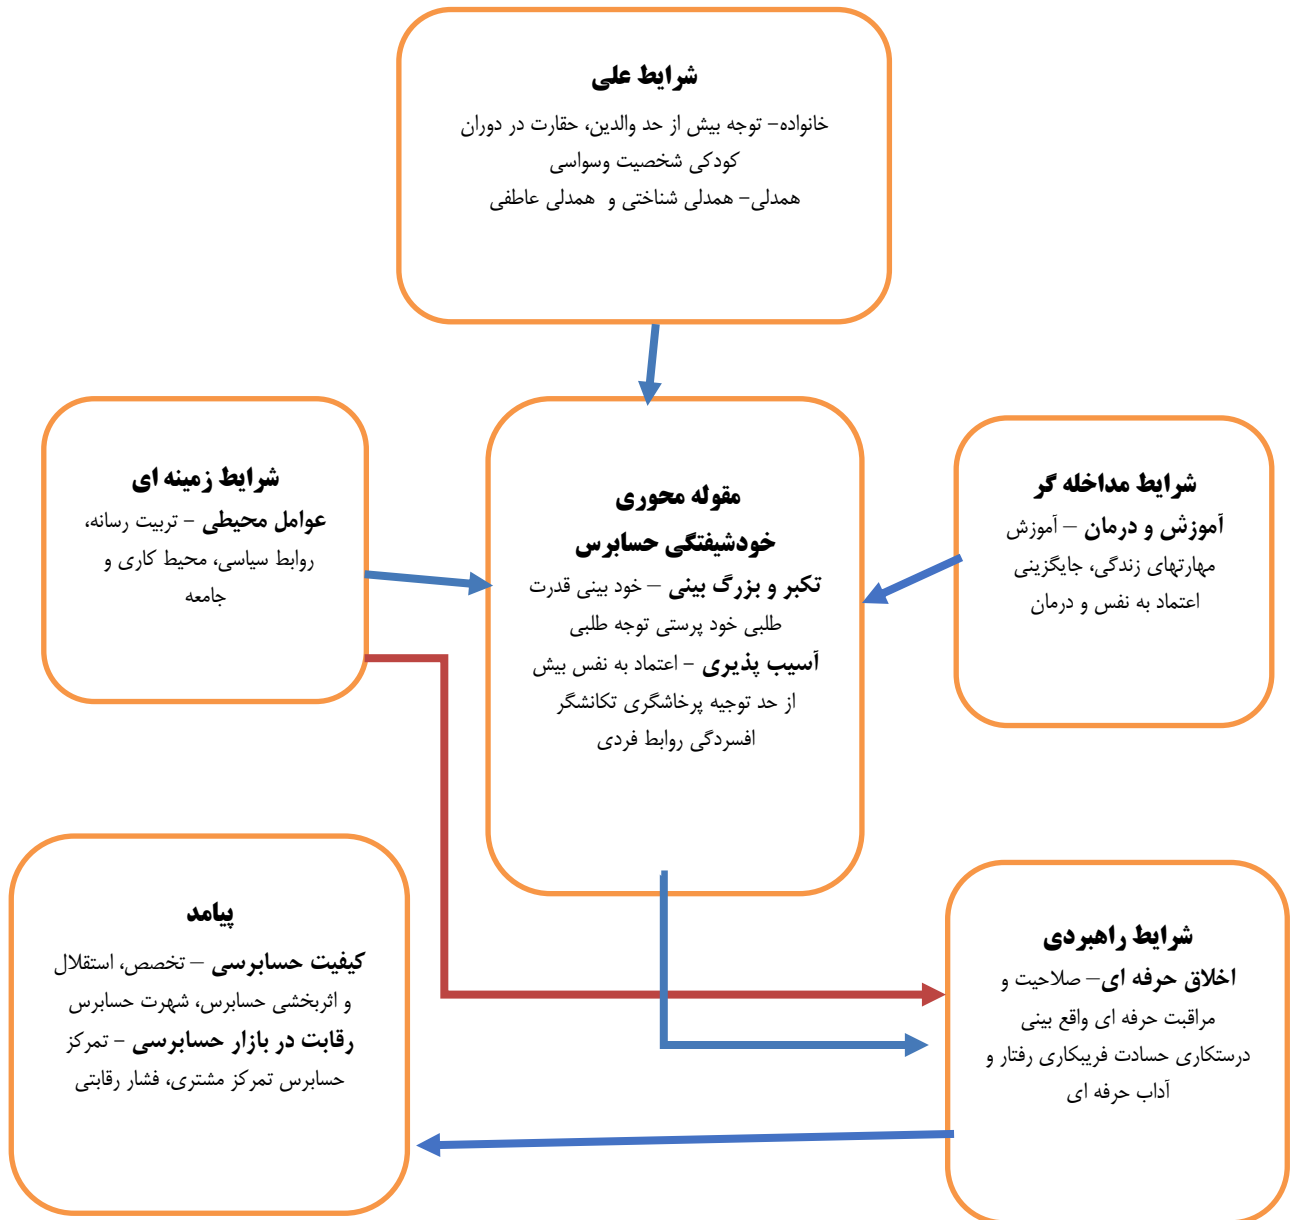 شرایط علی
خانواده- توجه بیش از حد والدین، حقارت در دوران
کودکی شخصیت وسواسی
همدلی- همدلی شناختی و همدلی عاطفی
شرایط مداخله گر
آموزش و درمان – آموزش
مهارتهای زندگی، جایگزینی
اعتماد به نفس و درمان
مقوله محوری
خودشیفتگی حسابرس
تکبر و بزرگ بینی – خود بینی قدرت
طلبی خود پرستی توجه طلبی
آسیب پذیری - اعتماد به نفس بیش
از حد توجیه پرخاشگری تکانشگر
افسردگی روابط فردی
شرایط زمینه ای
عوامل محیطی - تربیت رسانه،
روابط سیاسی، محیط کاری و
جامعه
شرایط راهبردی
اخلاق حرفه ای– صلاحیت و
مراقبت حرفه ای واقع بینی
درستکاری حسادت فریبکاری رفتار و
آداب حرفه ای
پیامد
کیفیت حسابرسی – تخصص، استقلال
و اثربخشی حسابرس، شهرت حسابرس
رقابت در بازار حسابرسی - تمرکز
حسابرس تمرکز مشتری، فشار رقابتی